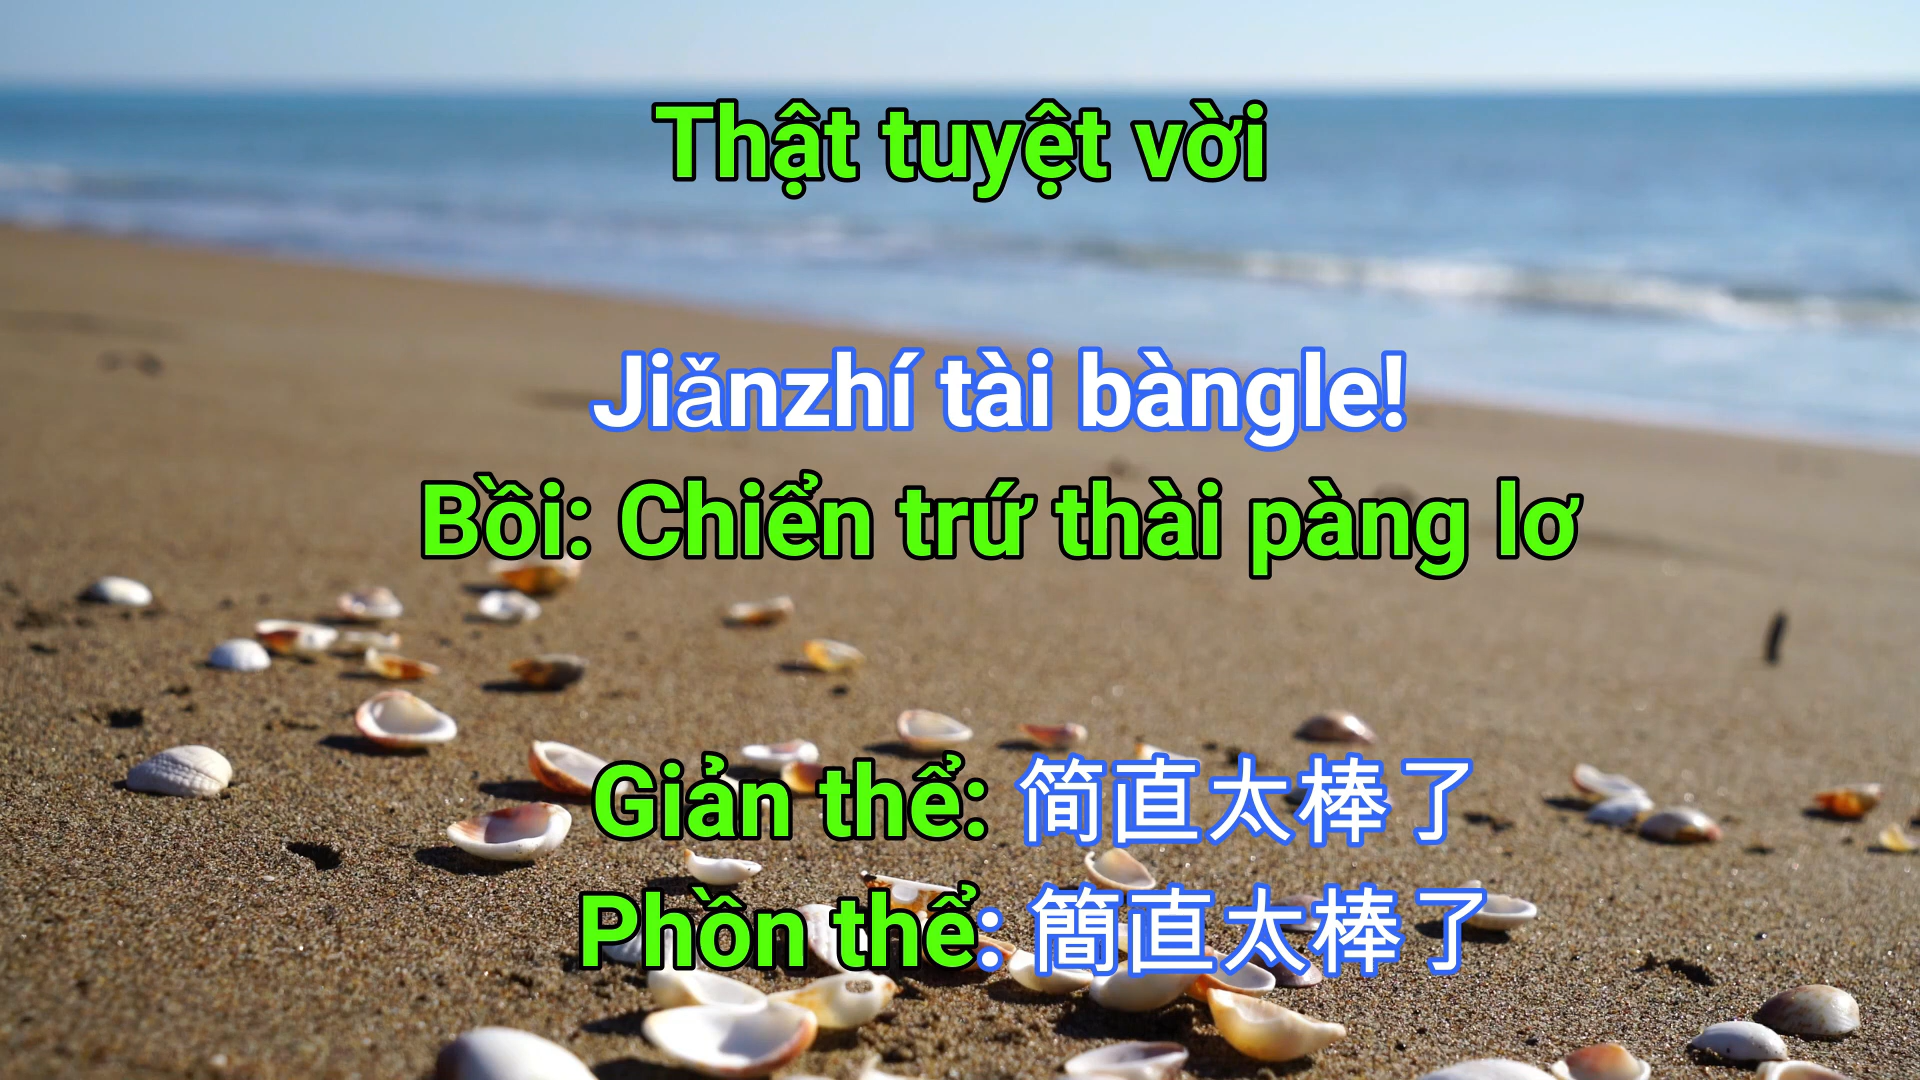 Thật tuyệt vời
Jiǎnzhí tài bàngle!
Bồi: Chiển trứ thài pàng lơ
Giản thể: 简直太棒了
Phồn thể: 簡直太棒了